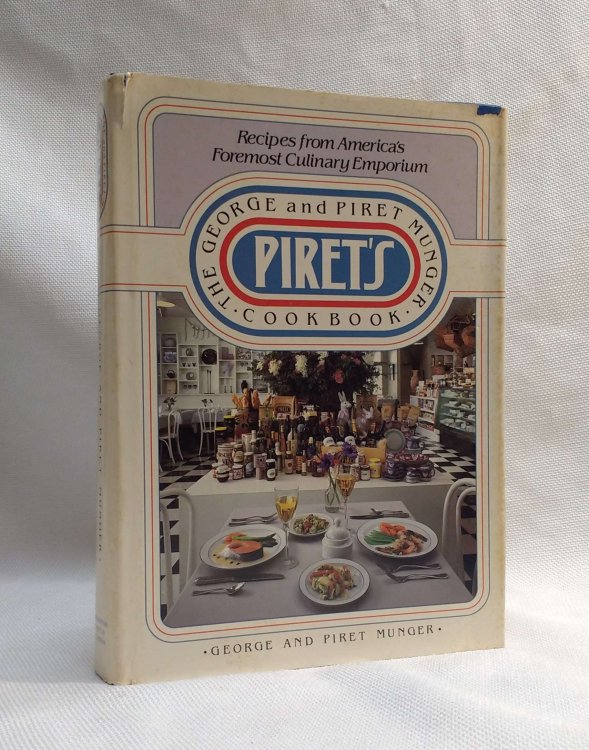 Recipes from America's
Foremost Culinary Emporium
THE GEORGE and PIRET MUNGER
PIRET'S
·COOKBOOK·
·GEORGE AND PIRET MUNGER·